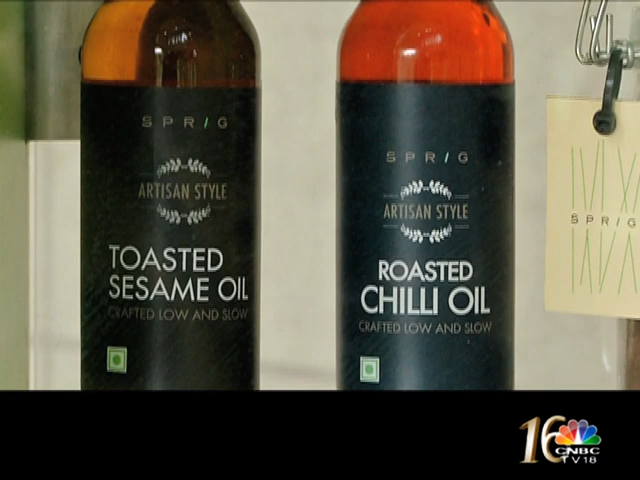 SPRIG
ARTISAN STYLE
TOASTED
SESAME OIL
CRAFTED LOW AND SLOW
SPRIG
ARTISAN STYLE
ROASTED
CHILLI OIL
CRAFTED LOW AND SLOW
SPRIG
16
CNBC
TV18